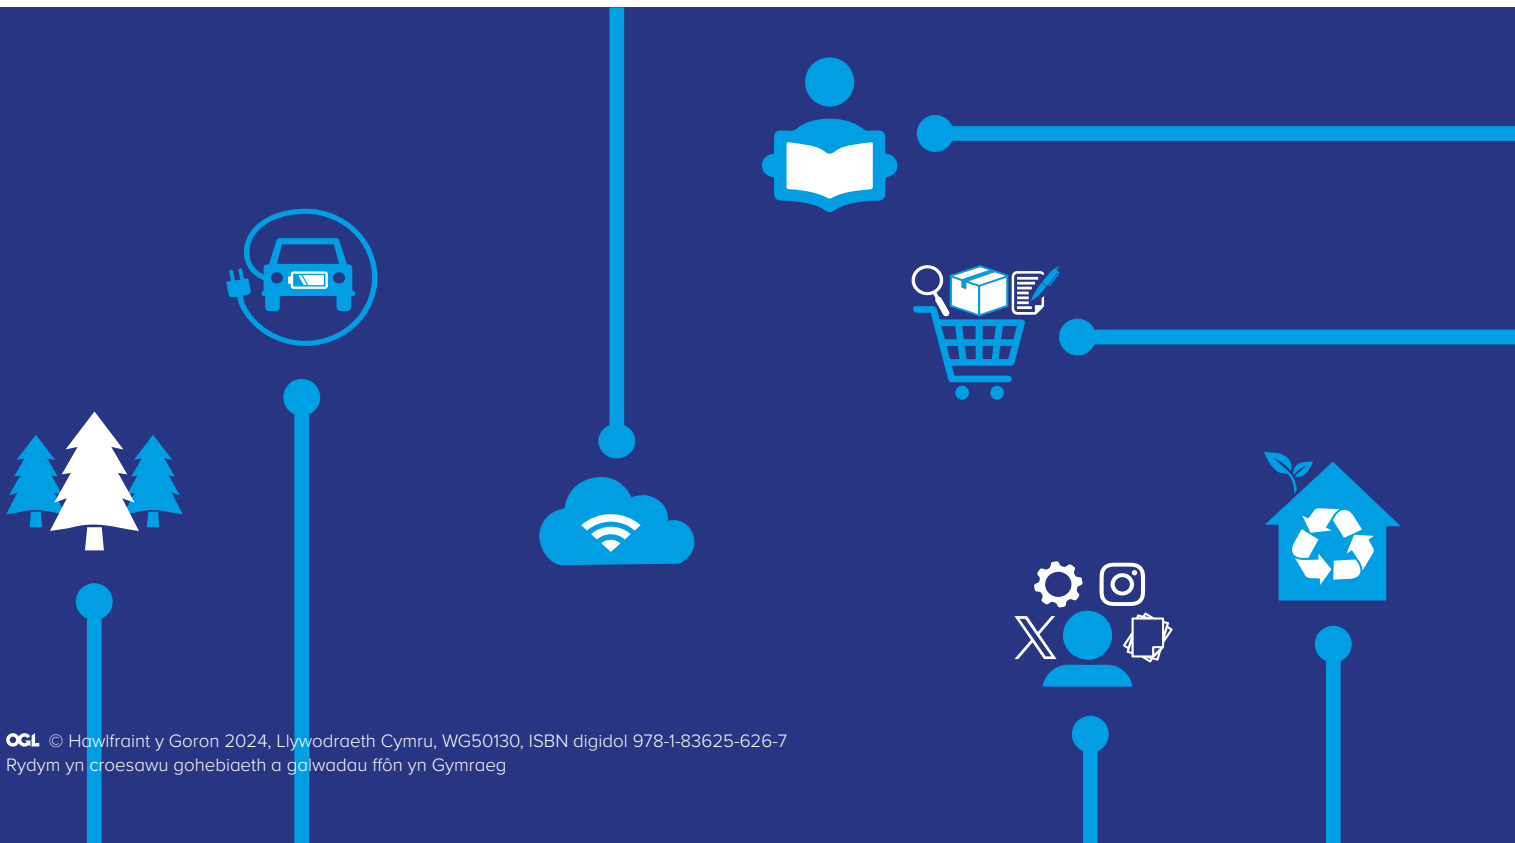 OGL © Hawlfraint y Goron 2024, Llywodraeth Cymru, WG50130, ISBN digidol 978-1-83625-626-7
Rydym yn croesawu gohebiaeth a galwadau ffôn yn Gymraeg